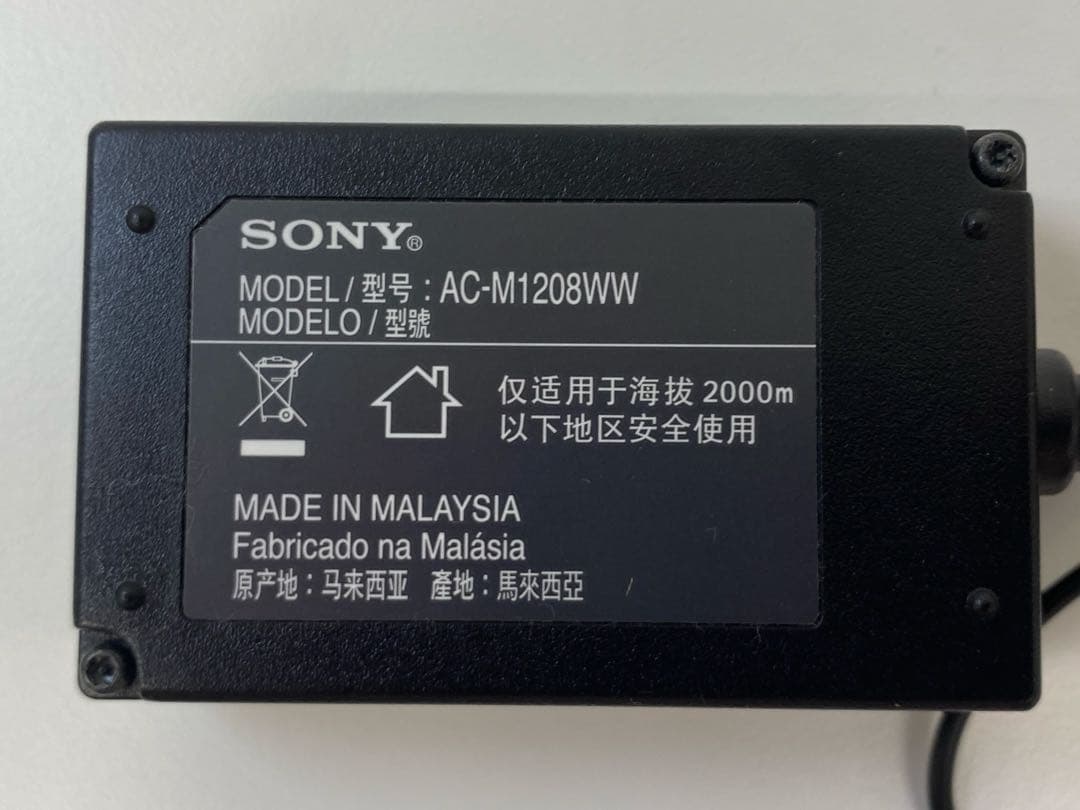 SONY®
MODEL / 型号 : AC-M1208WW
MODELO / 型號
仅适用于海拔 2000m
以下地区安全使用
MADE IN MALAYSIA
Fabricado na Malásia
原产地：马来西亚 產地：馬來西亞